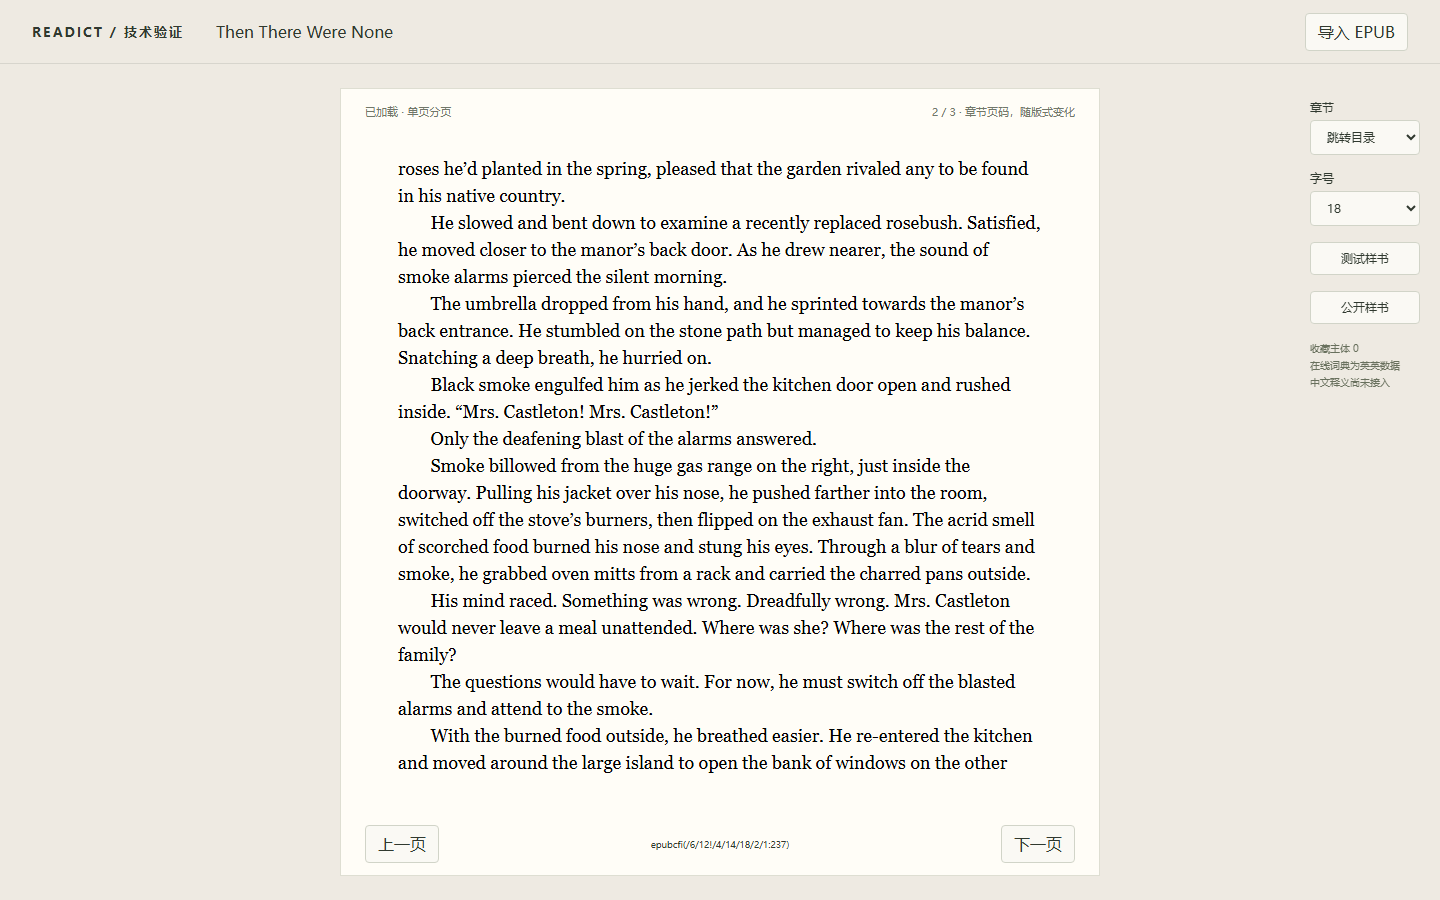 READICT / 技术验证
Then There Were None
导入 EPUB
已加载 · 单页分页
2 / 3 · 章节页码，随版式变化
roses he’d planted in the spring, pleased that the garden rivaled any to be found
in his native country.
He slowed and bent down to examine a recently replaced rosebush. Satisfied,
he moved closer to the manor’s back door. As he drew nearer, the sound of
smoke alarms pierced the silent morning.
The umbrella dropped from his hand, and he sprinted towards the manor’s
back entrance. He stumbled on the stone path but managed to keep his balance.
Snatching a deep breath, he hurried on.
Black smoke engulfed him as he jerked the kitchen door open and rushed
inside. “Mrs. Castleton! Mrs. Castleton!”
Only the deafening blast of the alarms answered.
Smoke billowed from the huge gas range on the right, just inside the
doorway. Pulling his jacket over his nose, he pushed farther into the room,
switched off the stove’s burners, then flipped on the exhaust fan. The acrid smell
of scorched food burned his nose and stung his eyes. Through a blur of tears and
smoke, he grabbed oven mitts from a rack and carried the charred pans outside.
His mind raced. Something was wrong. Dreadfully wrong. Mrs. Castleton
would never leave a meal unattended. Where was she? Where was the rest of the
family?
The questions would have to wait. For now, he must switch off the blasted
alarms and attend to the smoke.
With the burned food outside, he breathed easier. He re-entered the kitchen
and moved around the large island to open the bank of windows on the other
上一页
epubcfi(/6/12!/4/14/18/2/1:237)
下一页
章节
跳转目录
字号
18
测试样书
公开样书
收藏主体 0
在线词典为英英数据
中文释义尚未接入